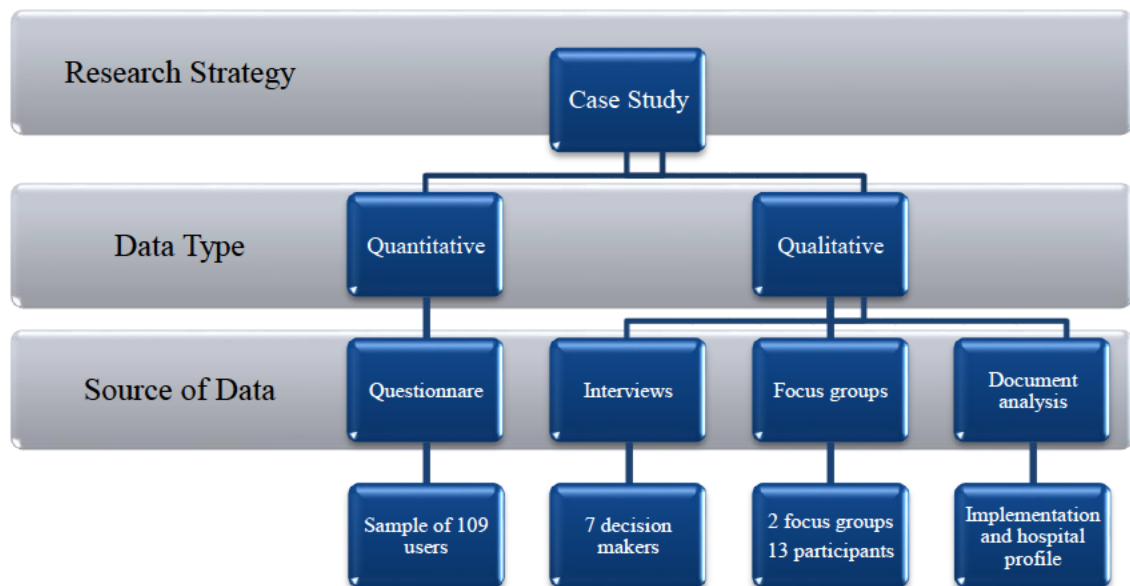 Research Strategy
Case Study
Data Type
Quantitative
Qualitative
Source of Data
Questionnare
Interviews
Focus groups
Document
analysis
Sample of 109
users
7 decision
makers
2 focus groups
13 participants
Implementation
and hospital
profile